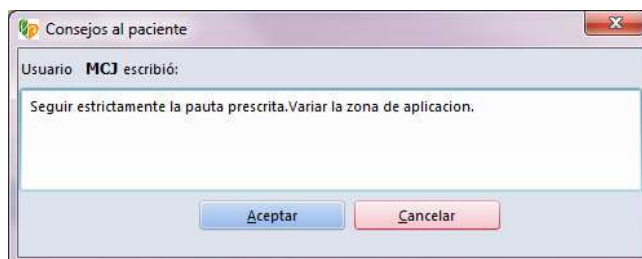 Consejos al paciente
Usuario MCJ escribió:
Seguir estrictamente la pauta prescrita.Variar la zona de aplicacion.
Aceptar Cancelar